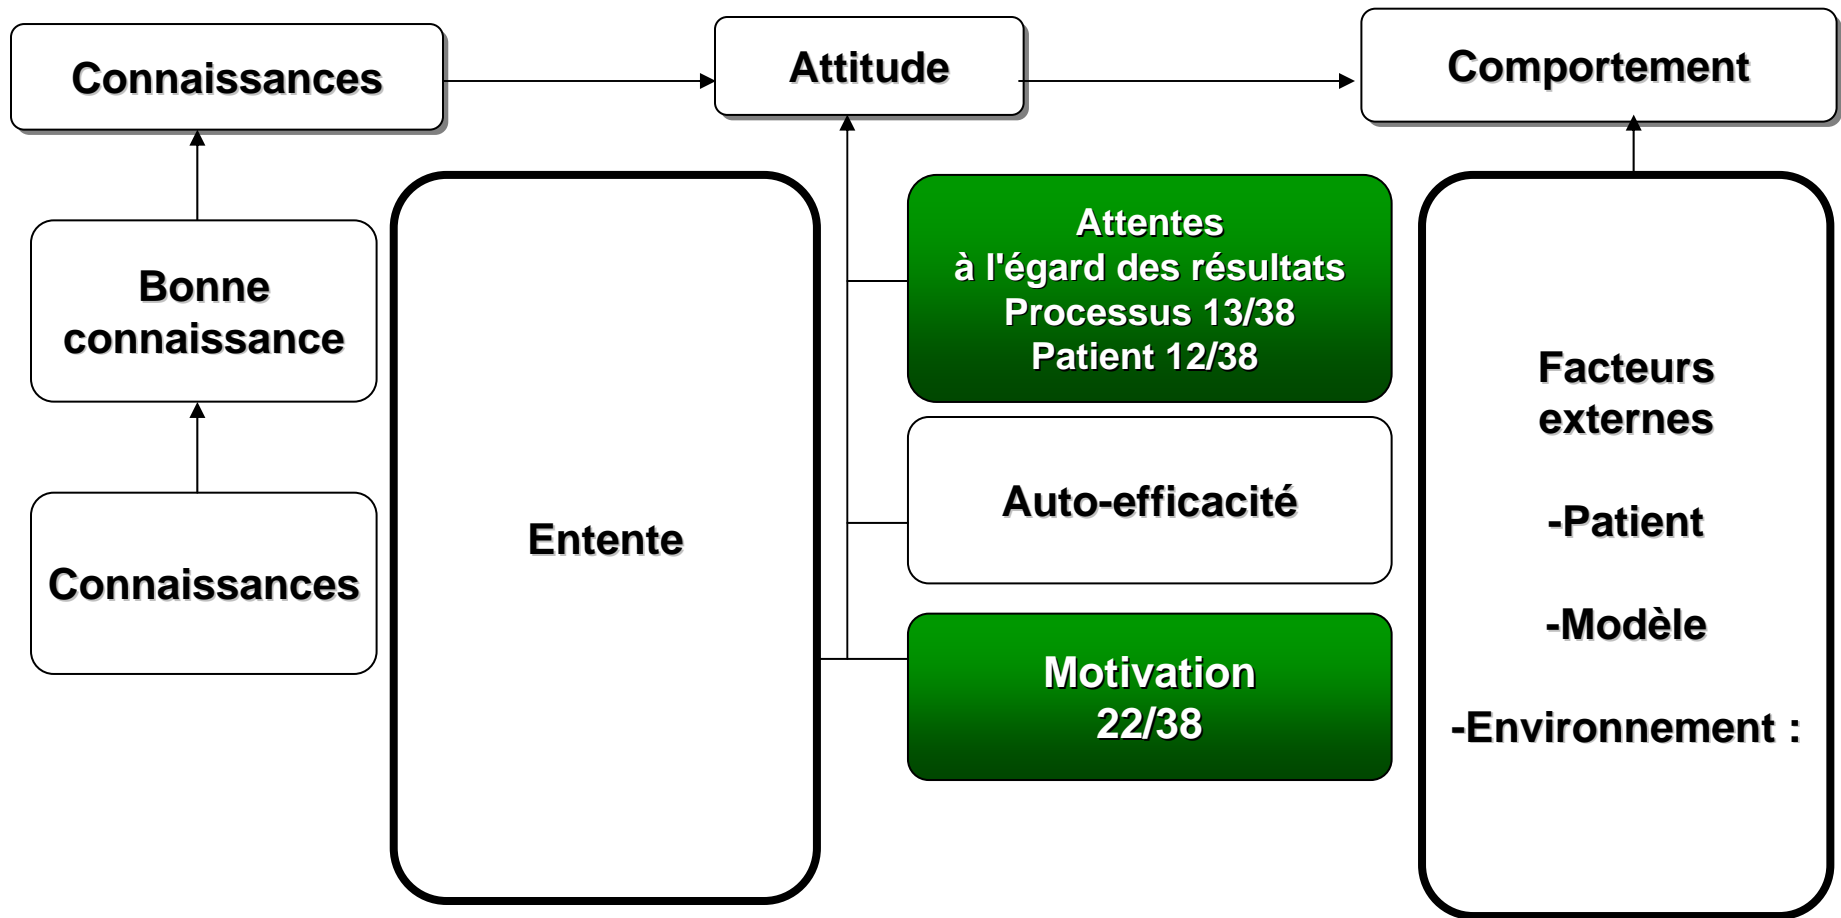 Connaissances
Attitude
Comportement
Bonne
connaissance
Connaissances
Entente
Attentes
à l'égard des résultats
Processus 13/38
Patient 12/38
Auto-efficacité
Motivation
22/38
Facteurs
externes
-Patient
-Modèle
-Environnement :